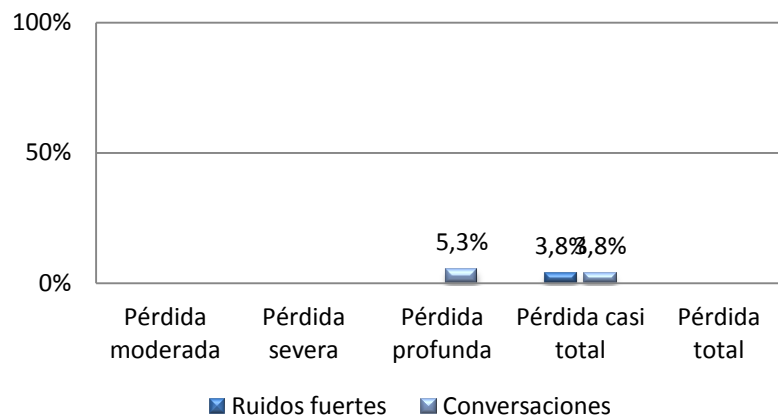 100%
50%
0%
5,3%
3,8% 3,8%
Pérdida moderada
Pérdida severa
Pérdida profunda
Pérdida casi total
Pérdida total
Ruidos fuertes
Conversaciones